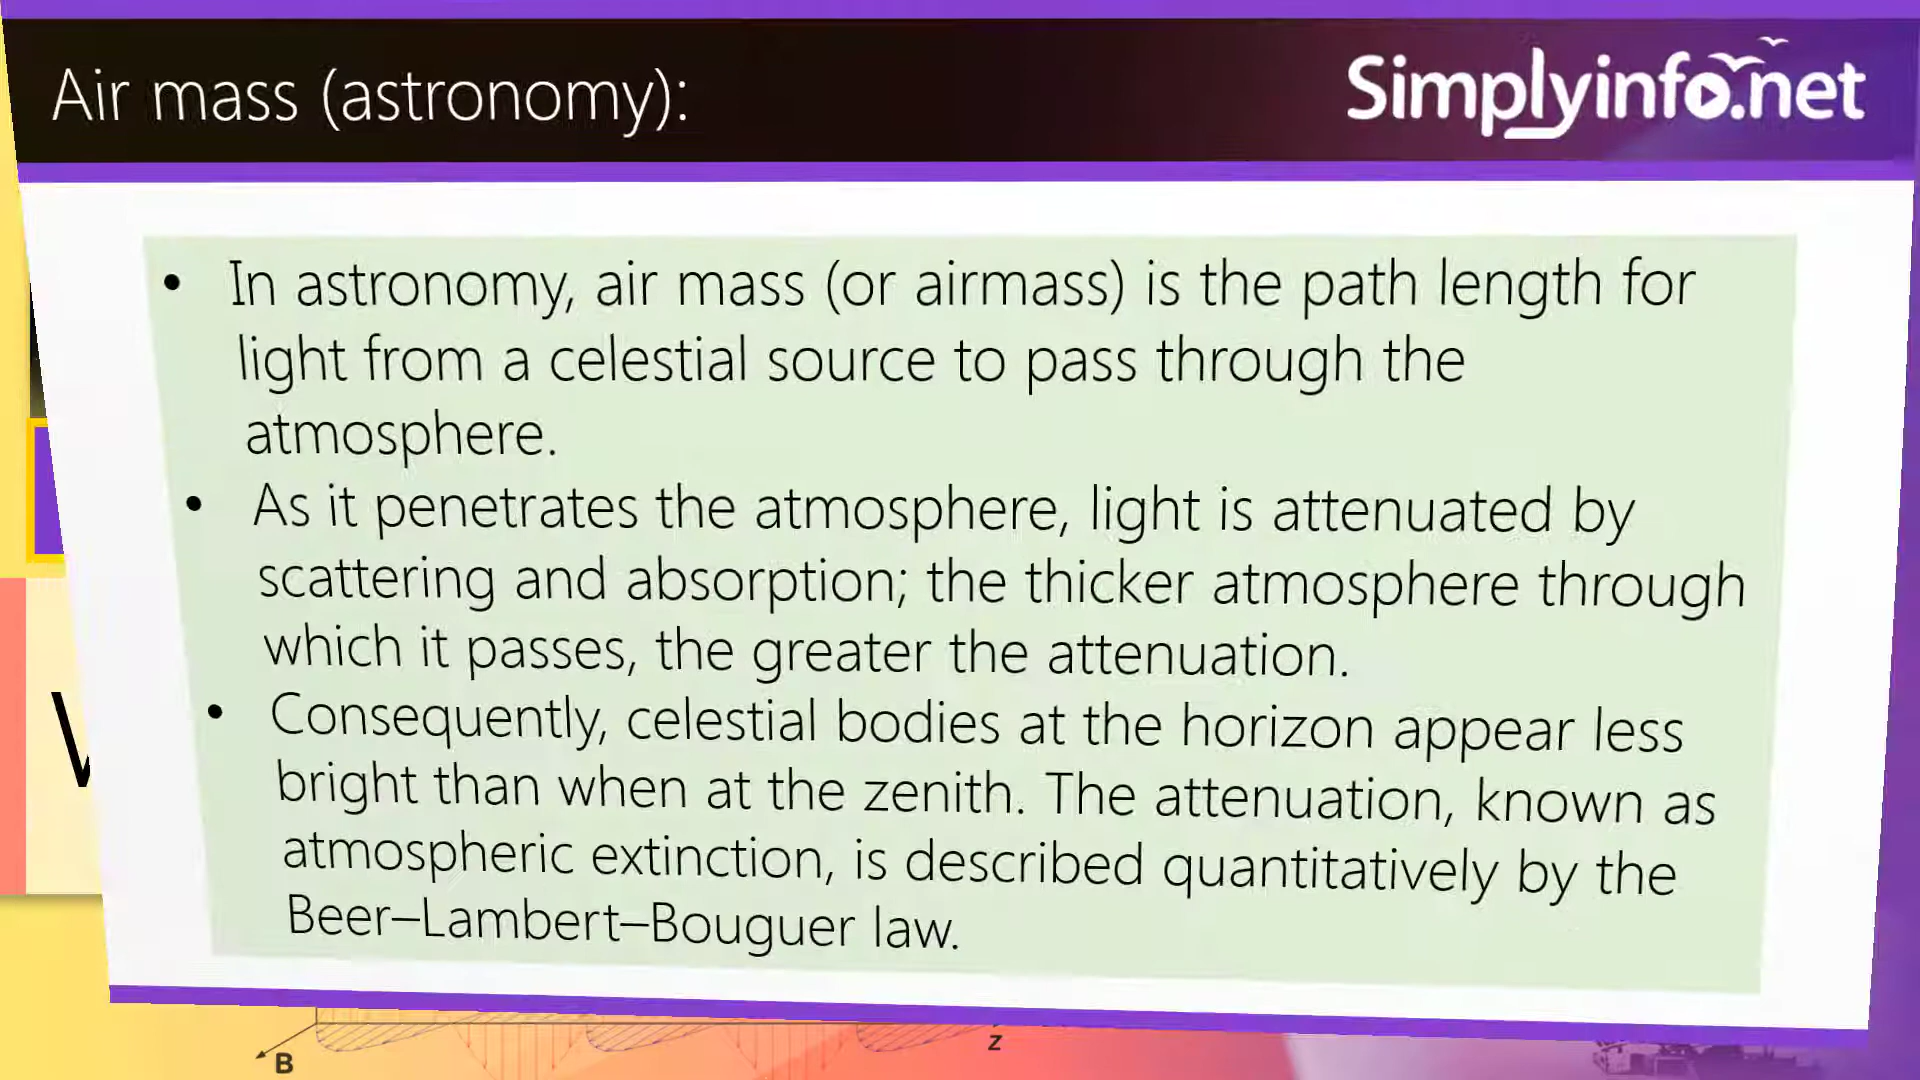 Air mass (astronomy):
Simplyinfo.net
• In astronomy, air mass (or airmass) is the path length for
light from a celestial source to pass through the
atmosphere.
• As it penetrates the atmosphere, light is attenuated by
scattering and absorption; the thicker atmosphere through
which it passes, the greater the attenuation.
• Consequently, celestial bodies at the horizon appear less
bright than when at the zenith. The attenuation, known as
atmospheric extinction, is described quantitatively by the
Beer–Lambert–Bouguer law.
B
z